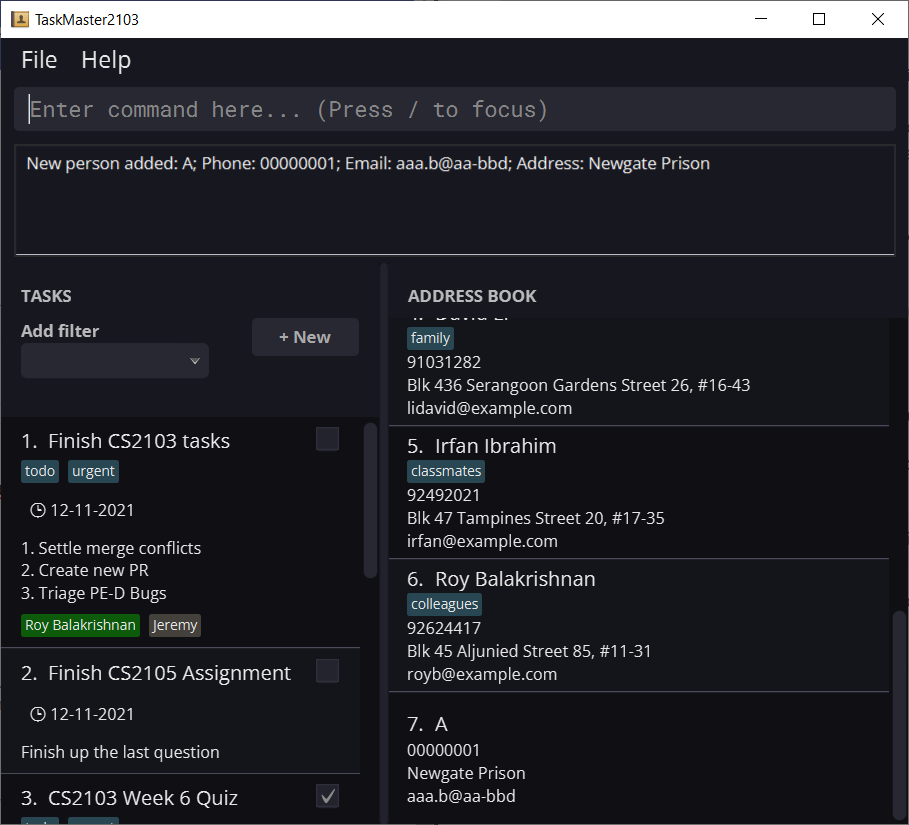 TaskMaster2103
File Help
Enter command here... (Press / to focus)
New person added: A; Phone: 00000001; Email: aaa.b@aa-bbd; Address: Newgate Prison
TASKS
Add filter
+ New
1. Finish CS2103 tasks
todo urgent
12-11-2021
1. Settle merge conflicts
2. Create new PR
3. Triage PE-D Bugs
Roy Balakrishnan Jeremy
2. Finish CS2105 Assignment
12-11-2021
Finish up the last question
3. CS2103 Week 6 Quiz
ADDRESS BOOK
family
91031282
Blk 436 Serangoon Gardens Street 26, #16-43
lidavid@example.com
5. Irfan Ibrahim
classmates
92492021
Blk 47 Tampines Street 20, #17-35
irfan@example.com
6. Roy Balakrishnan
colleagues
92624417
Blk 45 Aljunied Street 85, #11-31
royb@example.com
7. A
00000001
Newgate Prison
aaa.b@aa-bbd